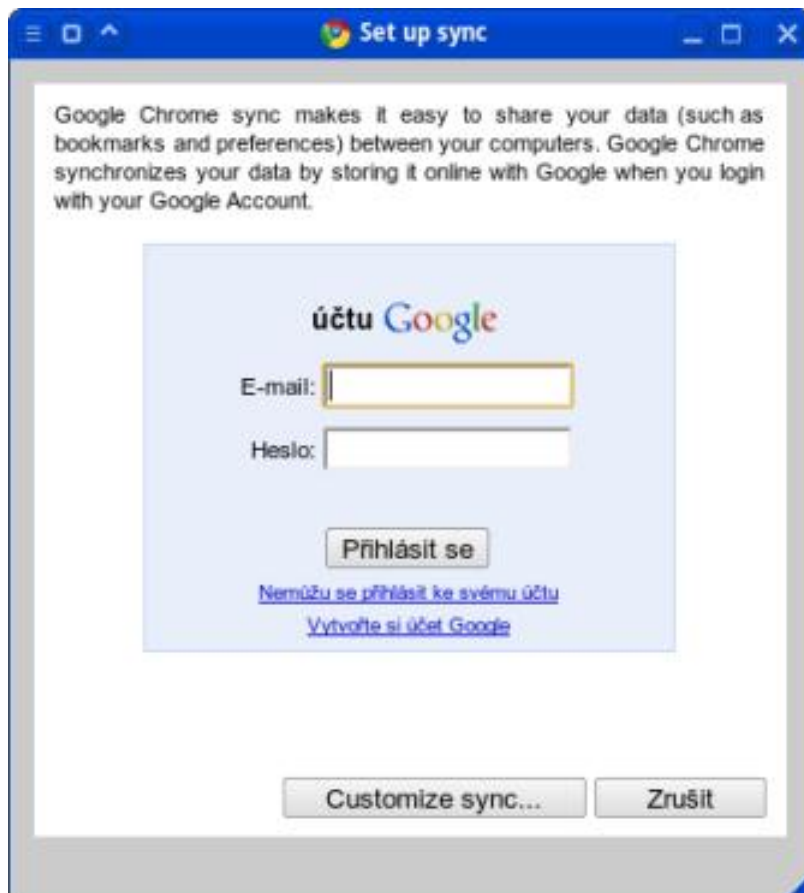 Set up sync
Google Chrome sync makes it easy to share your data (such as
bookmarks and preferences) between your computers. Google Chrome
synchronizes your data by storing it online with Google when you login
with your Google Account.
účtu Google
E-mail:
Heslo:
Přihlásit se
Nemůžu se přihlásit ke svému účtu
Vytvořte si účet Google
Customize sync... Zrušit